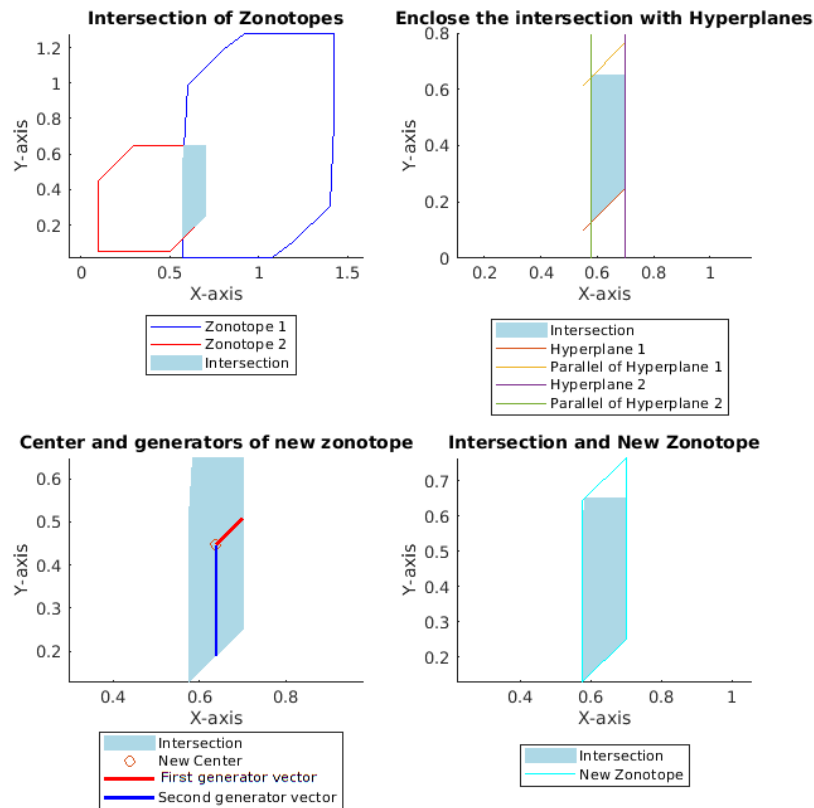 Intersection of Zonotopes
1.2
1
0.8
0.6
0.4
0.2
Y-axis
0
0.5
1
1.5
X-axis
Zonotope 1
Zonotope 2
Intersection
Enclose the intersection with Hyperplanes
0.8
0.6
0.4
0.2
0
Y-axis
0.2
0.4
0.6
0.8
1
X-axis
Intersection
Hyperplane 1
Parallel of Hyperplane 1
Hyperplane 2
Parallel of Hyperplane 2
Center and generators of new zonotope
0.6
0.5
0.4
0.3
0.2
Y-axis
0.4
0.6
0.8
X-axis
Intersection
New Center
First generator vector
Second generator vector
Intersection and New Zonotope
0.7
0.6
0.5
0.4
0.3
0.2
Y-axis
0.4
0.6
0.8
1
X-axis
Intersection
New Zonotope